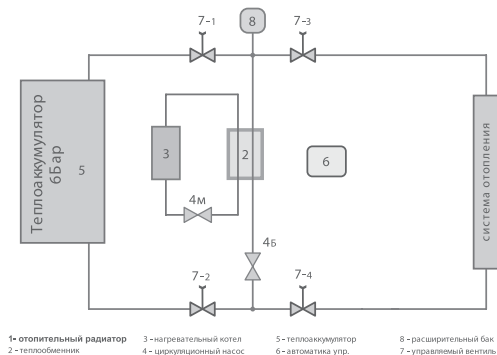 7-1
8
7-3
Теплоаккумулятор
6Бар
5
3
2
6
система отопления
4м
4Б
7-2
7-4
1- отопительный радиатор
2 - теплообменник
3 -нагревательный котел
4 - циркуляционный насос
5 - теплоаккумулятор
6 -автоматика упр.
8 - расширительный бак
7 - управляемый вентиль